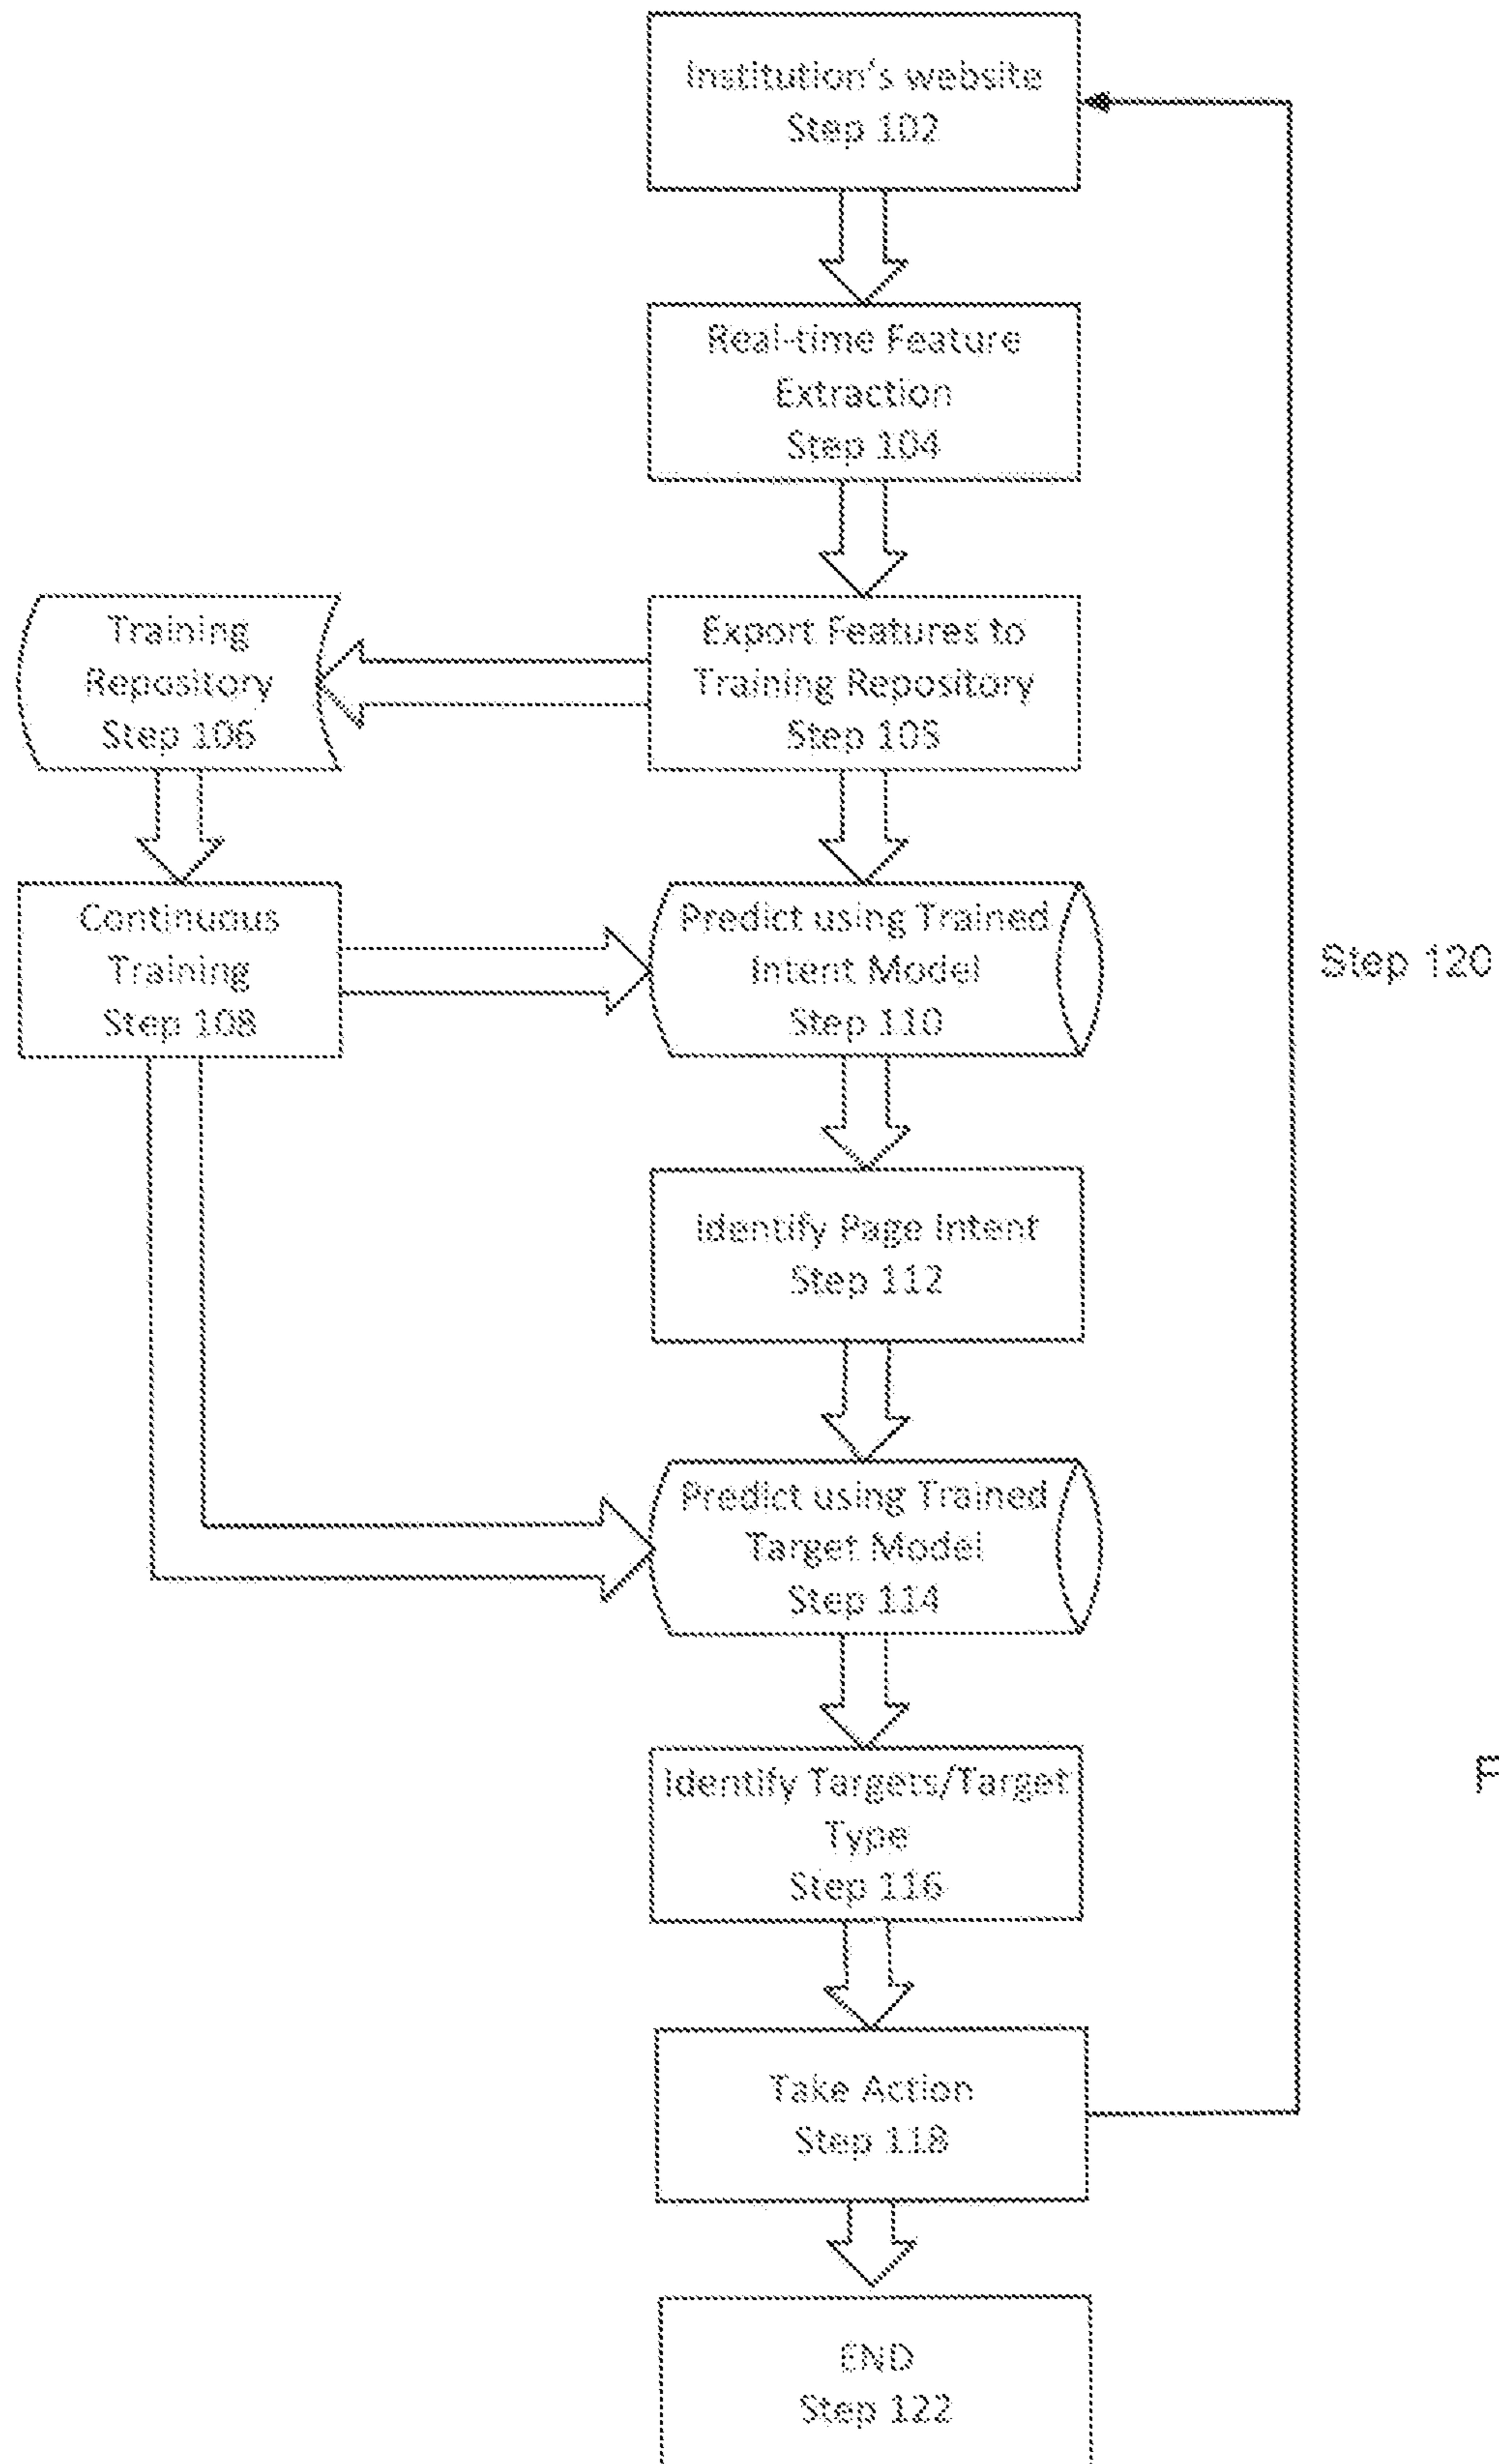 Institution's website
Step 102
Real-time Feature
Extraction
Step 104
Training
Repository
Step 106
Export Features to
Training Repository
Step 105
Continuous
Training
Step 108
Predict using Trained
Intent Model
Step 110
Step 120
Identify Page Intent
Step 112
Predict using Trained
Target Model
Step 114
Identify Targets/Target
Type
Step 116
F
Take Action
Step 118
END
Step 122